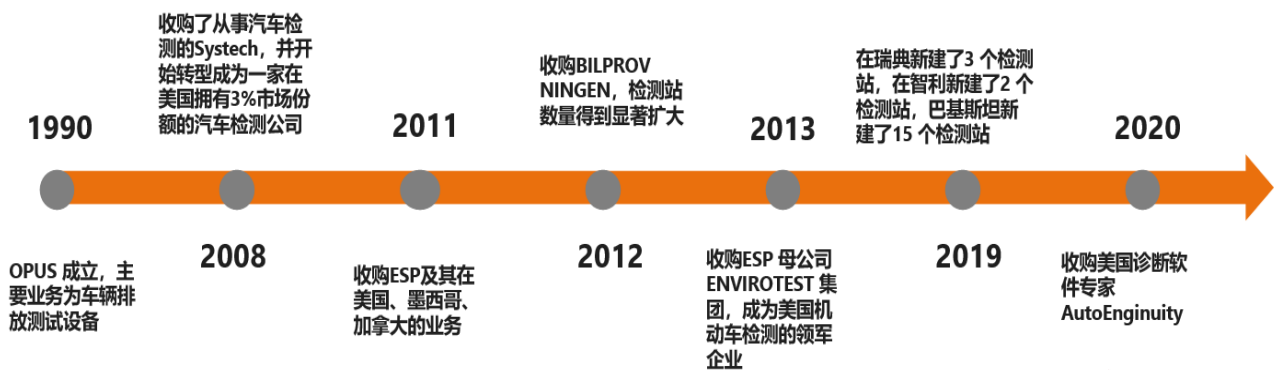 1990
OPUS 成立，主
要业务为车辆排
放测试设备
收购了从事汽车检
测的Systech，并开
始转型成为一家在
美国拥有3%市场份
额的汽车检测公司
2008
2011
收购ESP及其在
美国、墨西哥、
加拿大的业务
收购BILPROV
NINGEN，检测站
数量得到显著扩大
2012
2013
收购ESP 母公司
ENVIROTEST 集
团，成为美国机
动车检测的领军
企业
在瑞典新建了3 个检测
站，在智利新建了2 个
检测站，巴基斯坦新
建了15 个检测站
2019
2020
收购美国诊断软
件专家
AutoEnginuity